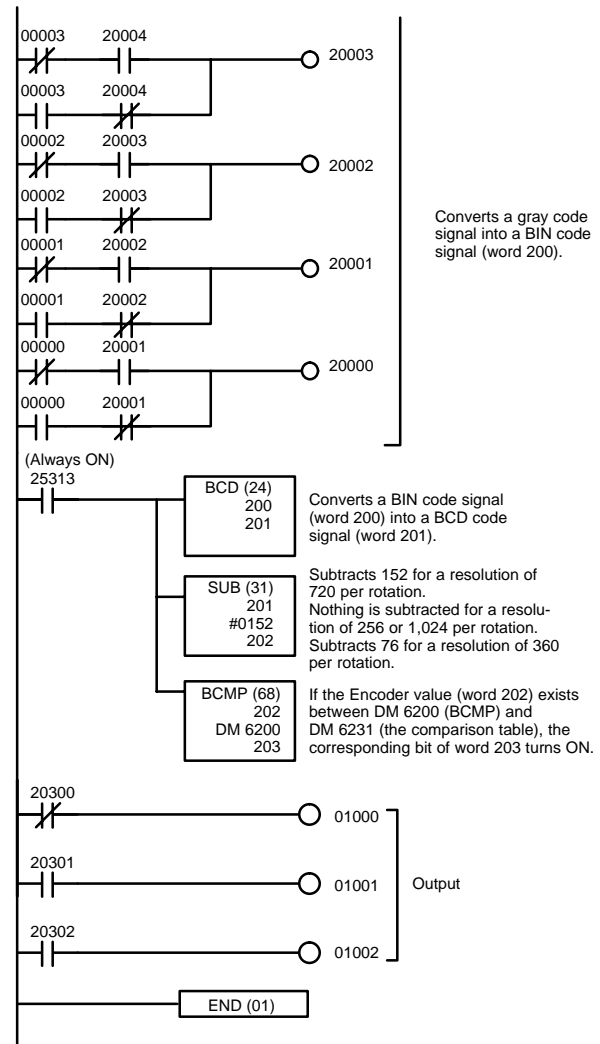 00003 20004
20003
00003 20004
00002 20003
20002
00002 20003
00001 20002
20001
00001 20002
00000 20001
20000
00000 20001
Converts a gray code
signal into a BIN code
signal (word 200).
(Always ON)
25313
BCD (24)
200
201
Converts a BIN code signal
(word 200) into a BCD code
signal (word 201).
SUB (31)
201
#0152
202
Subtracts 152 for a resolution of
720 per rotation.
Nothing is subtracted for a resolu-
tion of 256 or 1,024 per rotation.
Subtracts 76 for a resolution of 360
per rotation.
BCMP (68)
202
DM 6200
203
If the Encoder value (word 202) exists
between DM 6200 (BCMP) and
DM 6231 (the comparison table), the
corresponding bit of word 203 turns ON.
20300
01000
20301
01001
Output
20302
01002
END (01)